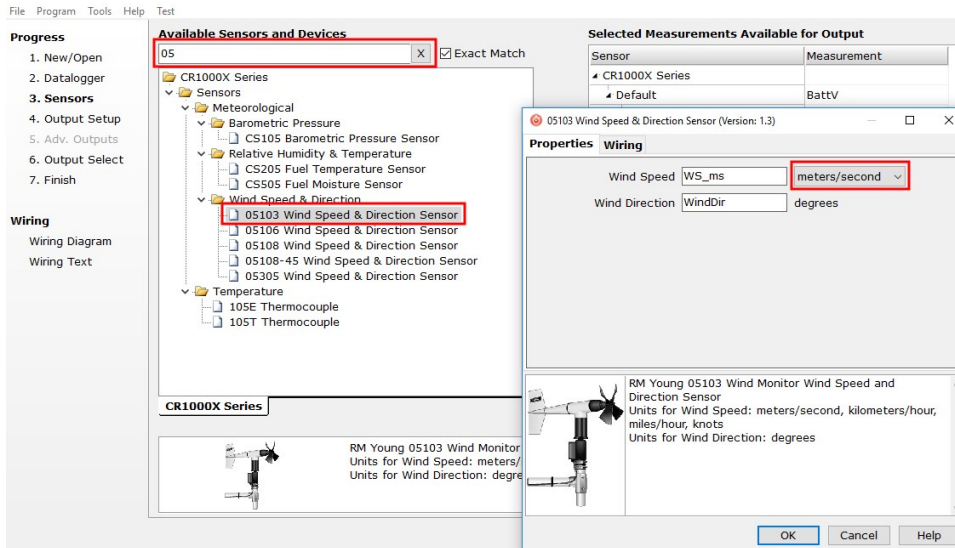 File Program Tools Help Test
Progress
1. New/Open
2. Datalogger
3. Sensors
4. Output Setup
5. Adv. Outputs
6. Output Select
7. Finish
Wiring
Wiring Diagram
Wiring Text
Available Sensors and Devices
05 X Exact Match
CR1000X Series
Sensors
Meteorological
Barometric Pressure
CS105 Barometric Pressure Sensor
Relative Humidity & Temperature
CS205 Fuel Temperature Sensor
CS505 Fuel Moisture Sensor
Wind Speed & Direction
05103 Wind Speed & Direction Sensor
05106 Wind Speed & Direction Sensor
05108 Wind Speed & Direction Sensor
05108-45 Wind Speed & Direction Sensor
05305 Wind Speed & Direction Sensor
Temperature
105E Thermocouple
105T Thermocouple
CR1000X Series
RM Young 05103 Wind Monitor
Units for Wind Speed: meters/
Units for Wind Direction: degre
Selected Measurements Available for Output
Sensor Measurement
CR1000X Series
Default BattV
05103 Wind Speed & Direction Sensor (Version: 1.3)
Properties Wiring
Wind Speed WS_ms meters/second
Wind Direction WindDir degrees
RM Young 05103 Wind Monitor Wind Speed and
Direction Sensor
Units for Wind Speed: meters/second, kilometers/hour,
miles/hour, knots
Units for Wind Direction: degrees
OK Cancel Help